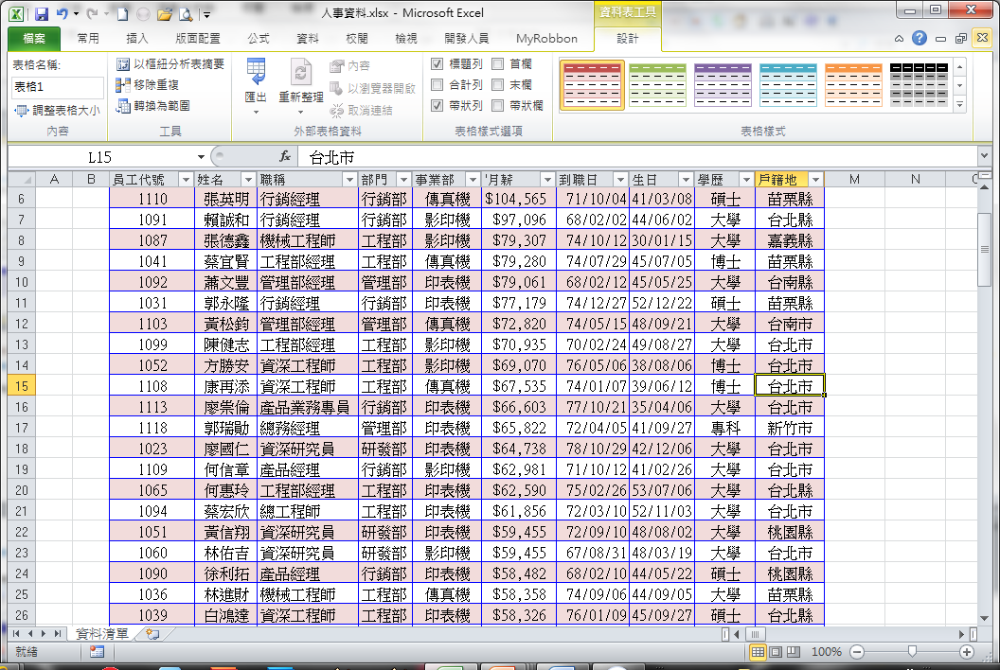 人事資料.xlsx - Microsoft Excel
資料表工具
檔案 常用 插入 版面配置 公式 資料 校閱 檢視 開發人員 MyRobbon 設計
表格名稱:
表格1
調整表格大小
內容
以樞紐分析表摘要
移除重複
轉換為範圍
工具
匯出
重新整理
內容
以瀏覽器開啟
取消連結
外部表格資料
標題列 首欄
合計列 末欄
帶狀列 帶狀欄
表格樣式選項
表格樣式
L15 fx 台北市
A B 員工代號 姓名 職稱 部門 事業部 '月薪 到職日 生日 學歷 戶籍地 M N
6 1110 張英明 行銷經理 行銷部 傳真機 $104,565 71/10/04 41/03/08 碩士 苗栗縣
7 1091 賴誠和 行銷經理 行銷部 影印機 $97,096 68/02/02 44/06/02 大學 台北縣
8 1087 張德鑫 機械工程師 工程部 影印機 $79,307 74/10/12 30/01/15 大學 嘉義縣
9 1041 蔡宜賢 工程部經理 工程部 傳真機 $79,280 74/07/29 45/07/05 博士 苗栗縣
10 1092 蕭文豐 管理部經理 管理部 印表機 $79,061 68/02/12 45/05/25 大學 台南縣
11 1031 郭永隆 行銷經理 行銷部 印表機 $77,179 74/12/27 52/12/22 碩士 苗栗縣
12 1103 黃松鈞 管理部經理 管理部 傳真機 $72,820 74/05/15 48/09/21 大學 台南市
13 1099 陳健志 工程部經理 工程部 影印機 $70,935 70/02/24 49/08/27 大學 台北市
14 1052 方勝安 資深工程師 工程部 影印機 $69,070 76/05/06 38/08/06 博士 台北市
15 1108 康再添 資深工程師 工程部 傳真機 $67,535 74/01/07 39/06/12 博士 台北市
16 1113 廖崇倫 產品業務專員 行銷部 印表機 $66,603 77/10/21 35/04/06 大學 台北市
17 1118 郭瑞勛 總務經理 管理部 印表機 $65,822 72/04/05 41/09/27 專科 新竹市
18 1023 廖國仁 資深研究員 研發部 印表機 $64,738 78/10/29 42/12/06 大學 台北市
19 1109 何信章 產品經理 行銷部 影印機 $62,981 71/10/12 41/02/26 大學 台北市
20 1065 何惠玲 工程部經理 工程部 印表機 $62,590 75/02/26 53/07/06 大學 台北縣
21 1094 蔡宏欣 總工程師 工程部 印表機 $61,856 72/03/10 52/11/03 大學 台北市
22 1051 黃信翔 資深研究員 研發部 印表機 $59,455 72/09/10 48/08/02 大學 桃園縣
23 1060 林佑吉 資深研究員 研發部 影印機 $59,455 67/08/31 48/03/19 大學 台北市
24 1090 徐利拓 產品經理 行銷部 印表機 $58,482 68/02/10 44/05/22 碩士 桃園縣
25 1036 林進財 機械工程師 工程部 傳真機 $58,358 74/09/06 44/09/05 大學 苗栗縣
26 1039 白鴻達 資深工程師 工程部 印表機 $58,326 76/01/09 45/09/27 碩士 台北縣
資料清單
就緒 100%